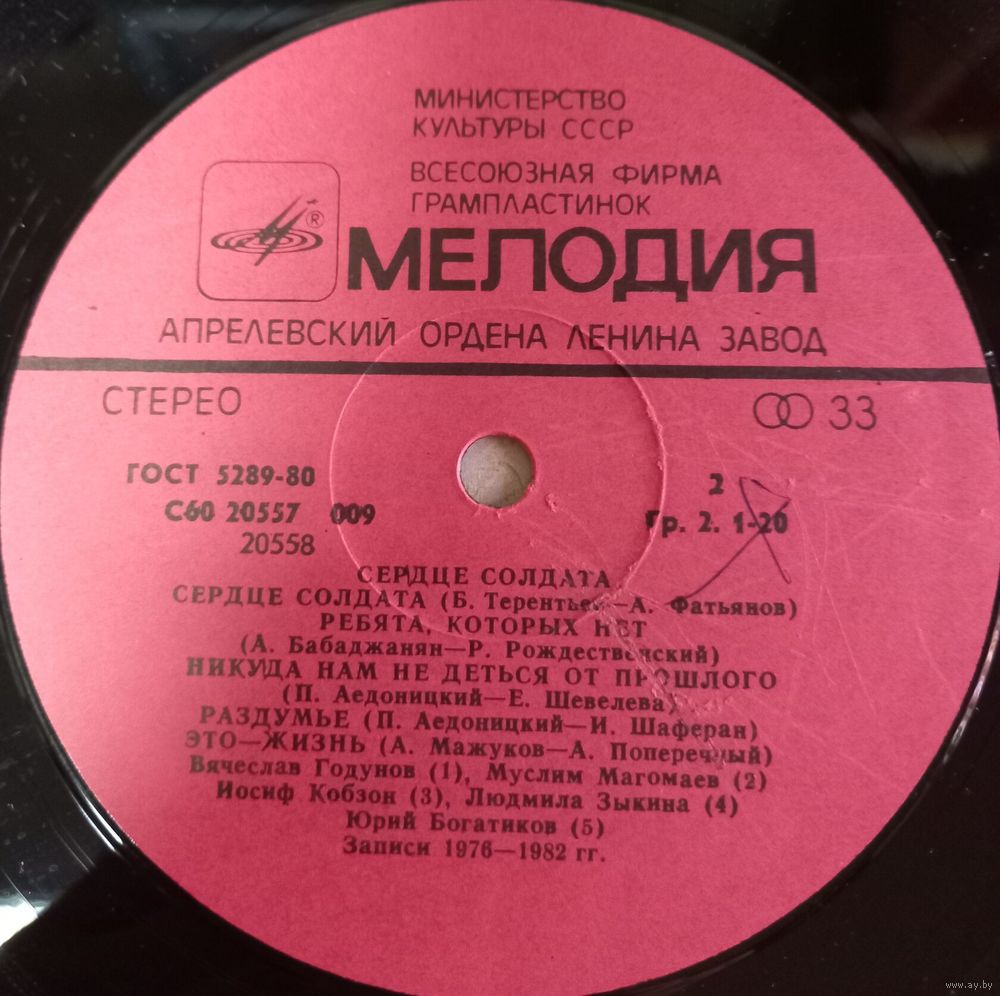 МИНИСТЕРСТВО
КУЛЬТУРЫ СССР
ВСЕСОЮЗНАЯ ФИРМА
ГРАМПЛАСТИНОК
®
МЕЛОДИЯ
АПРЕЛЕВСКИЙ ОРДЕНА ЛЕНИНА ЗАВОД
СТЕРЕО
33
ГОСТ 5289-80
2
С60 20557 009
Гр. 2. 1-20
20558
СЕРДЦЕ СОЛДАТА
СЕРДЦЕ СОЛДАТА (Б. Терентьев—А. Фатьянов)
РЕБЯТА, КОТОРЫХ НЕТ
(А. Бабаджанян—Р. Рождественский)
НИКУДА НАМ НЕ ДЕТЬСЯ ОТ ПРОШЛОГО
(П. Аедоницкий—Е. Шевелева)
РАЗДУМЬЕ (П. Аедоницкий—И. Шаферан)
ЭТО—ЖИЗНЬ (А. Мажуков—А. Поперечный)
Вячеслав Годунов (1), Муслим Магомаев (2)
Иосиф Кобзон (3), Людмила Зыкина (4)
Юрий Богатиков (5)
Записи 1976—1982 гг.
www.ay.by